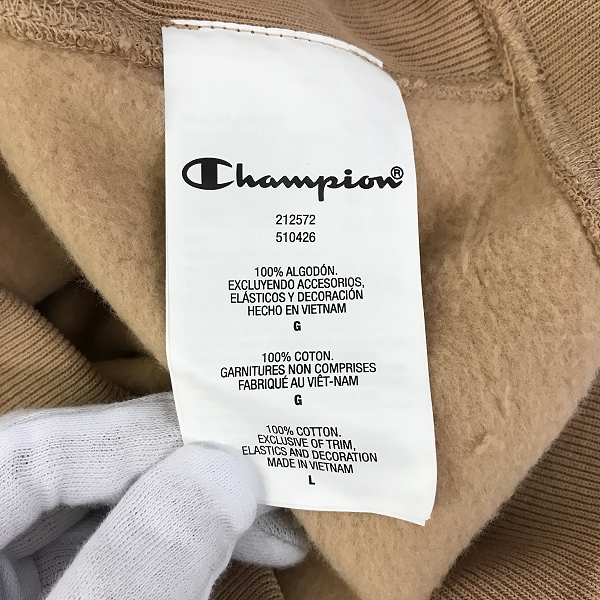 Champion®
212572
510426
100% ALGODÓN.
EXCLUYENDO ACCESORIOS,
ELÁSTICOS Y DECORACIÓN
HECHO EN VIETNAM
G
100% COTON.
GARNITURES NON COMPRISES
FABRIQUÉ AU VIÊT-NAM
G
100% COTTON.
EXCLUSIVE OF TRIM,
ELASTICS AND DECORATION
MADE IN VIETNAM
L